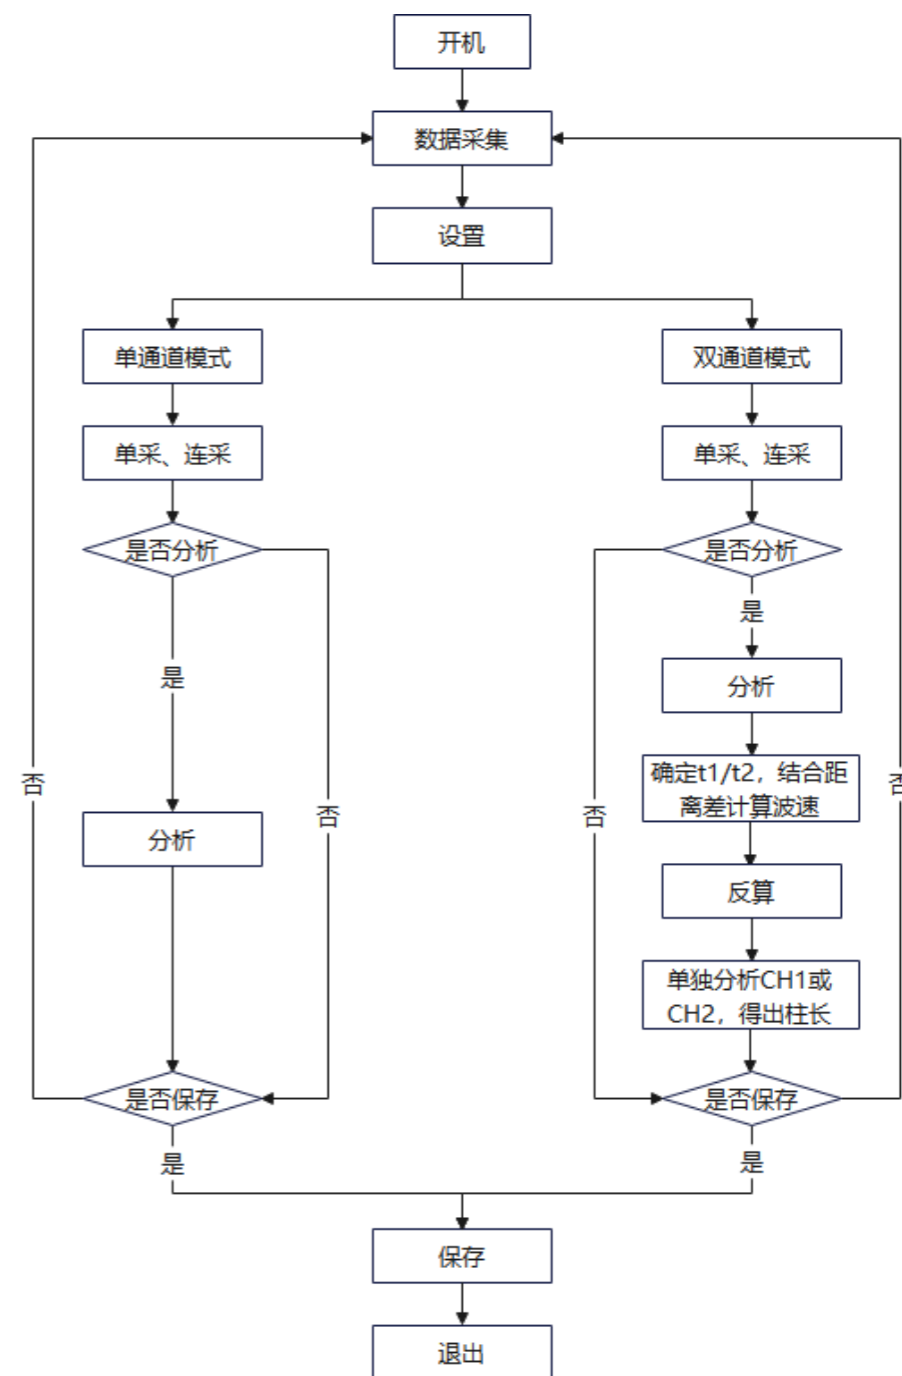 开机
数据采集
设置
单通道模式
双通道模式
单采、连采
单采、连采
是否分析
是否分析
是
是
分析
确定t1/t2，结合距
离差计算波速
否
否
否
否
分析
反算
单独分析CH1或
CH2，得出柱长
是否保存
是否保存
是
是
保存
退出